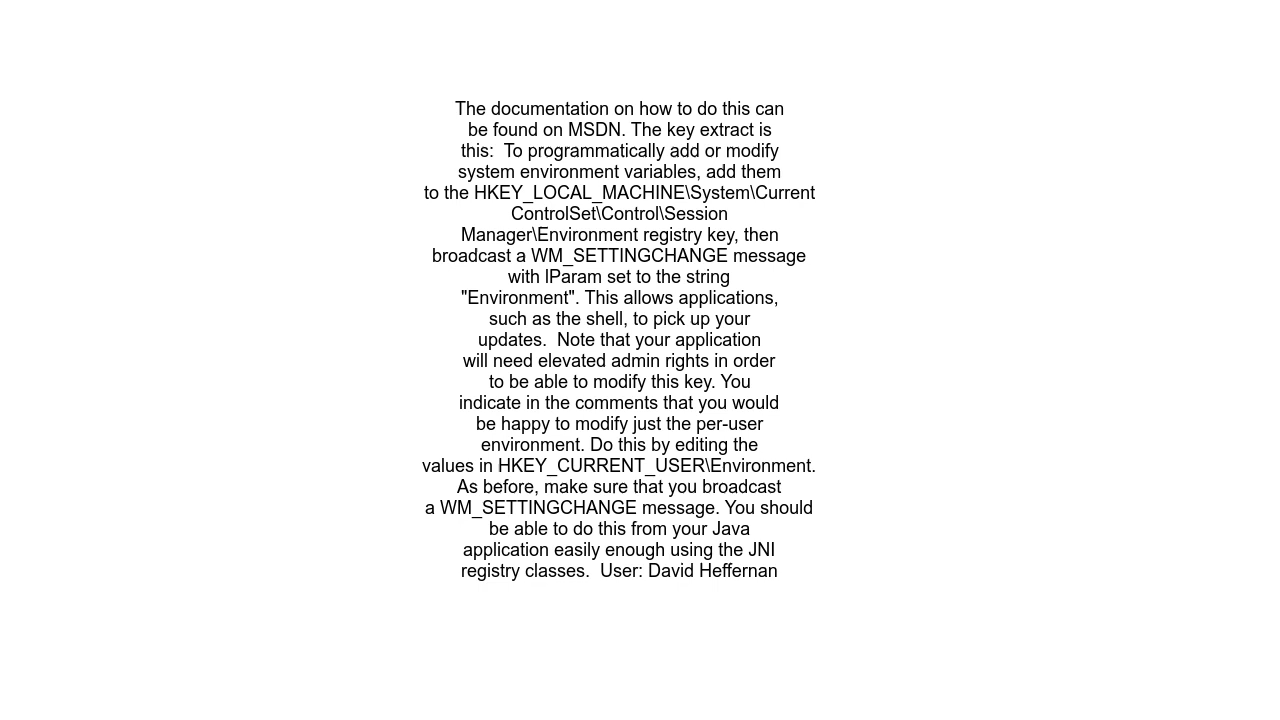 The documentation on how to do this can
be found on MSDN. The key extract is
this:  To programmatically add or modify
system environment variables, add them
to the HKEY_LOCAL_MACHINE\System\Current
ControlSet\Control\Session
Manager\Environment registry key, then
broadcast a WM_SETTINGCHANGE message
with lParam set to the string
"Environment". This allows applications,
such as the shell, to pick up your
updates.  Note that your application
will need elevated admin rights in order
to be able to modify this key. You
indicate in the comments that you would
be happy to modify just the per-user
environment. Do this by editing the
values in HKEY_CURRENT_USER\Environment.
As before, make sure that you broadcast
a WM_SETTINGCHANGE message. You should
be able to do this from your Java
application easily enough using the JNI
registry classes.  User: David Heffernan